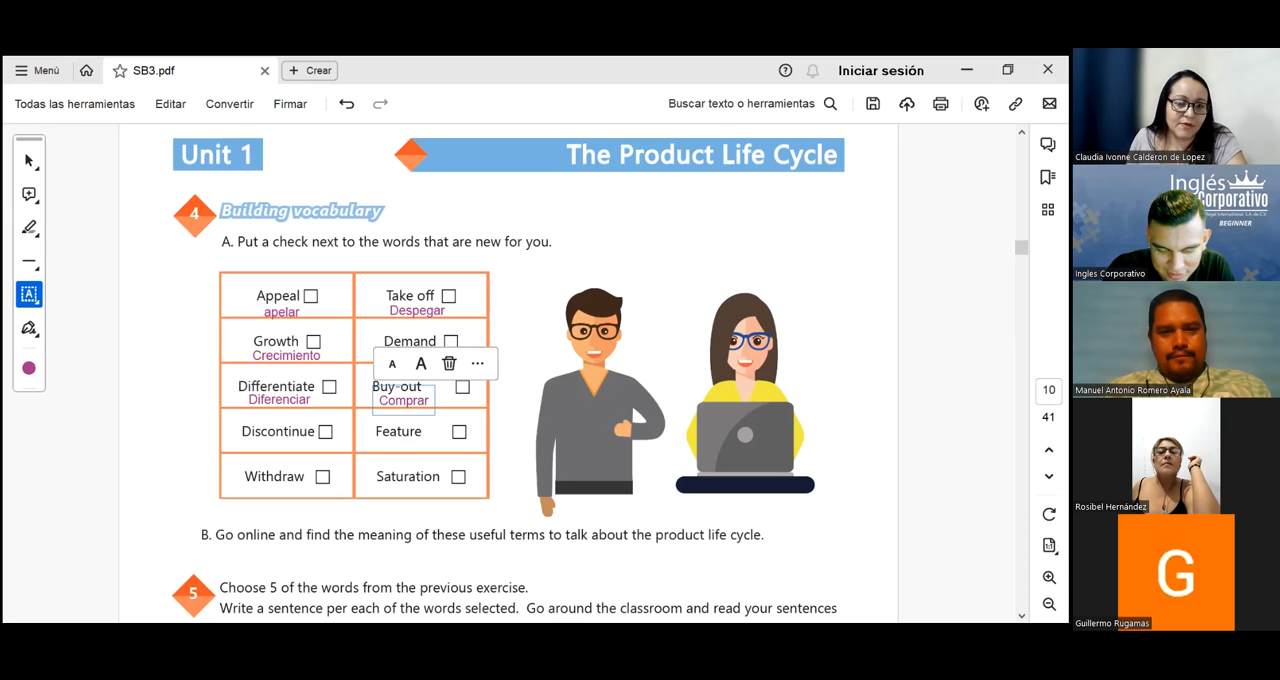 Menú
SB3.pdf
Crear
Iniciar sesión
Todas las herramientas
Editar
Convertir
Firmar
Buscar texto o herramientas
Unit 1
The Product Life Cycle
4
Building vocabulary
A. Put a check next to the words that are new for you.
Appeal
Take off
apelar
Despegar
Growth
Demand
Crecimiento
A A
Differentiate
Buy-out
Diferenciar
Comprar
Discontinue
Feature
Withdraw
Saturation
B. Go online and find the meaning of these useful terms to talk about the product life cycle.
5
Choose 5 of the words from the previous exercise.
Write a sentence per each of the words selected. Go around the classroom and read your sentences
10
41
Claudia Ivonne Calderon de Lopez
Inglés
Corporativo
BEGINNER
Ingles Corporativo
Manuel Antonio Romero Ayala
Rosibel Hernández
G
Guillermo Rugamas